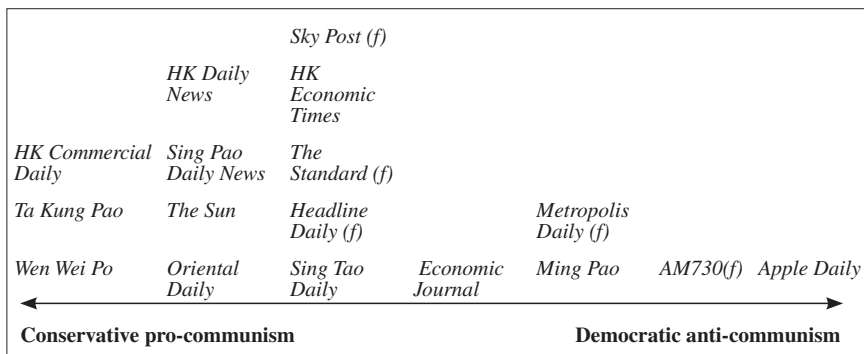 Sky Post (f)
HK Daily HK
News Economic
Times
HK Commercial Sing Pao The
Daily Daily News Standard (f)
Ta Kung Pao The Sun Headline Metropolis
Daily (f) Daily (f)
Wen Wei Po Oriental Sing Tao Economic Ming Pao AM730(f) Apple Daily
Daily Daily Journal
Conservative pro-communism Democratic anti-communism